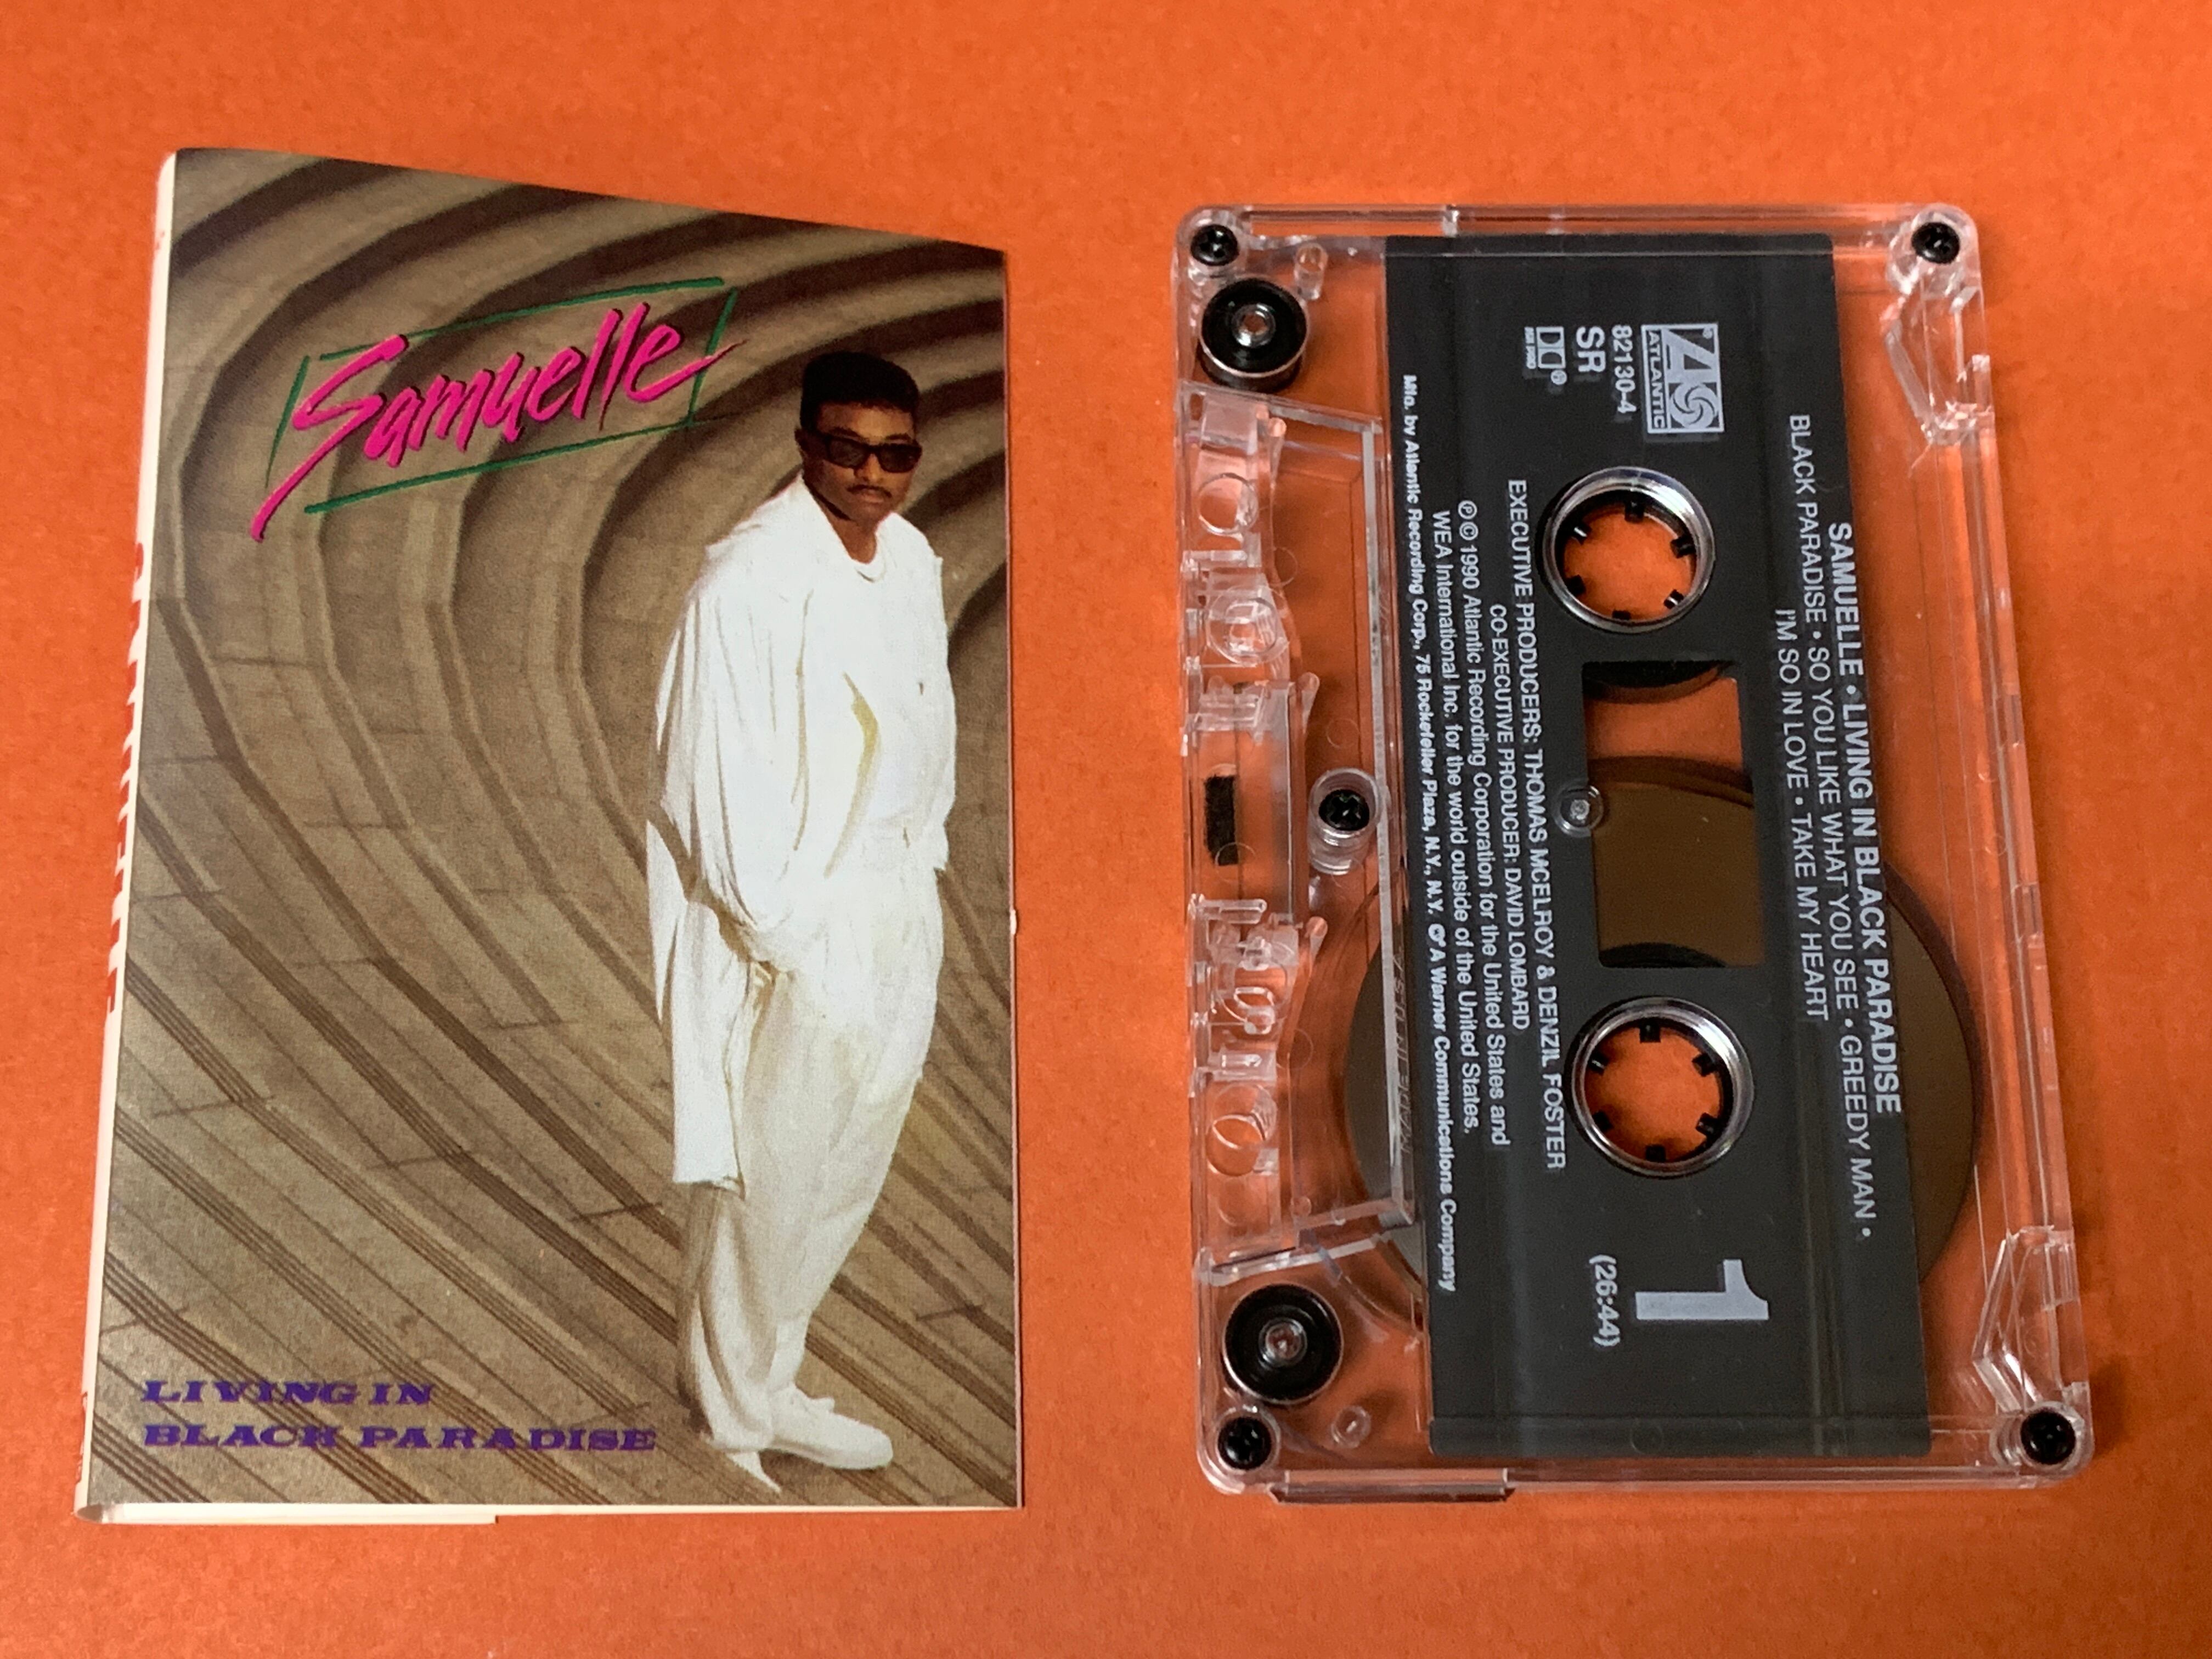 Samuelle
LIVING IN
BLACK PARADISE
SAMUELLE • LIVING IN BLACK PARADISE
BLACK PARADISE • SO YOU LIKE WHAT YOU SEE • GREEDY MAN •
I'M SO IN LOVE • TAKE MY HEART
ATLANTIC
82130-4
SR
1
(26:44)
EXECUTIVE PRODUCERS: THOMAS MCELROY & DENZIL FOSTER
CO-EXECUTIVE PRODUCER: DAVID LOMBARD
℗© 1990 Atlantic Recording Corporation for the United States and
WEA International Inc. for the world outside of the United States.
Mfg. by Atlantic Recording Corp., 75 Rockefeller Plaza, N.Y., N.Y. A Warner Communications Company